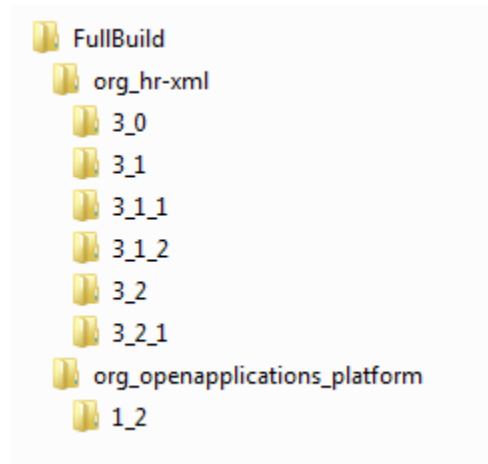 FullBuild
org_hr-xml
3_0
3_1
3_1_1
3_1_2
3_2
3_2_1
org_openapplications_platform
1_2